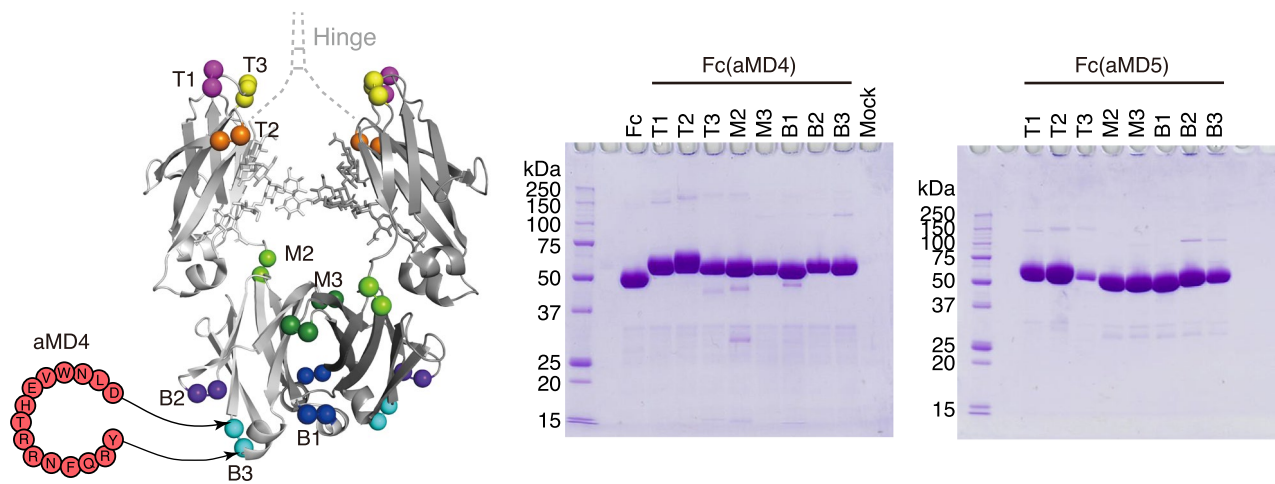 Hinge
T1
T3
T2
M2
M3
B2
B1
B3
aMD4
D
L
N
W
V
E
H
T
R
R
N
F
Q
R
Y
Fc(aMD4)
Fc T1 T2 T3 M2 M3 B1 B2 B3 Mock
kDa
250
150
100
75
50
37
25
20
15
Fc(aMD5)
T1 T2 T3 M2 M3 B1 B2 B3
kDa
250
150
100
75
50
37
25
20
15